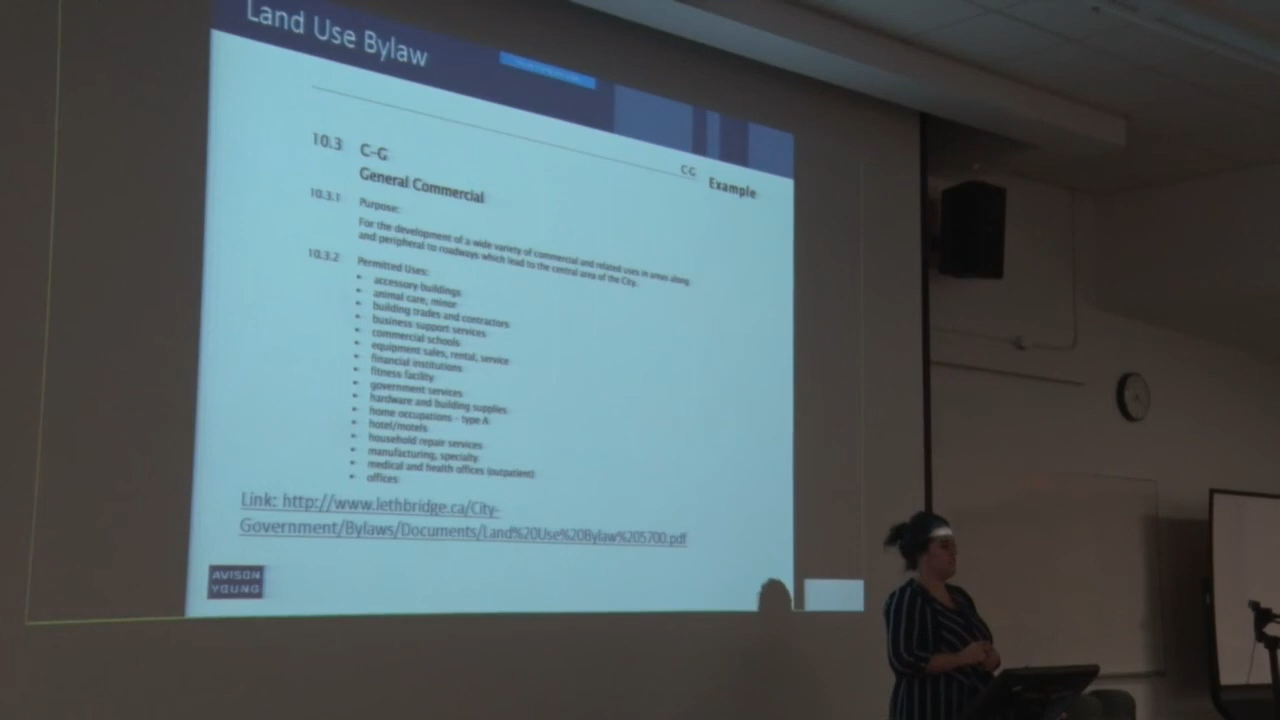 Land Use Bylaw
C-G Example
10.3 C-G
General Commercial
10.3.1 Purpose:
For the development of a wide variety of commercial and related uses in areas along
and peripheral to roadways which lead to the central area of the City.
10.3.2 Permitted Uses:
• accessory buildings
• animal care, minor
• building trades and contractors
• business support services
• commercial schools
• equipment sales, rental, service
• financial institutions
• fitness facility
• government services
• hardware and building supplies
• home occupations – type A
• hotel/motels
• household repair services
• manufacturing, specialty
• medical and health offices (outpatient)
• offices
Link: http://www.lethbridge.ca/City-
Government/Bylaws/Documents/Land%20Use%20Bylaw%205700.pdf
AVISON
YOUNG